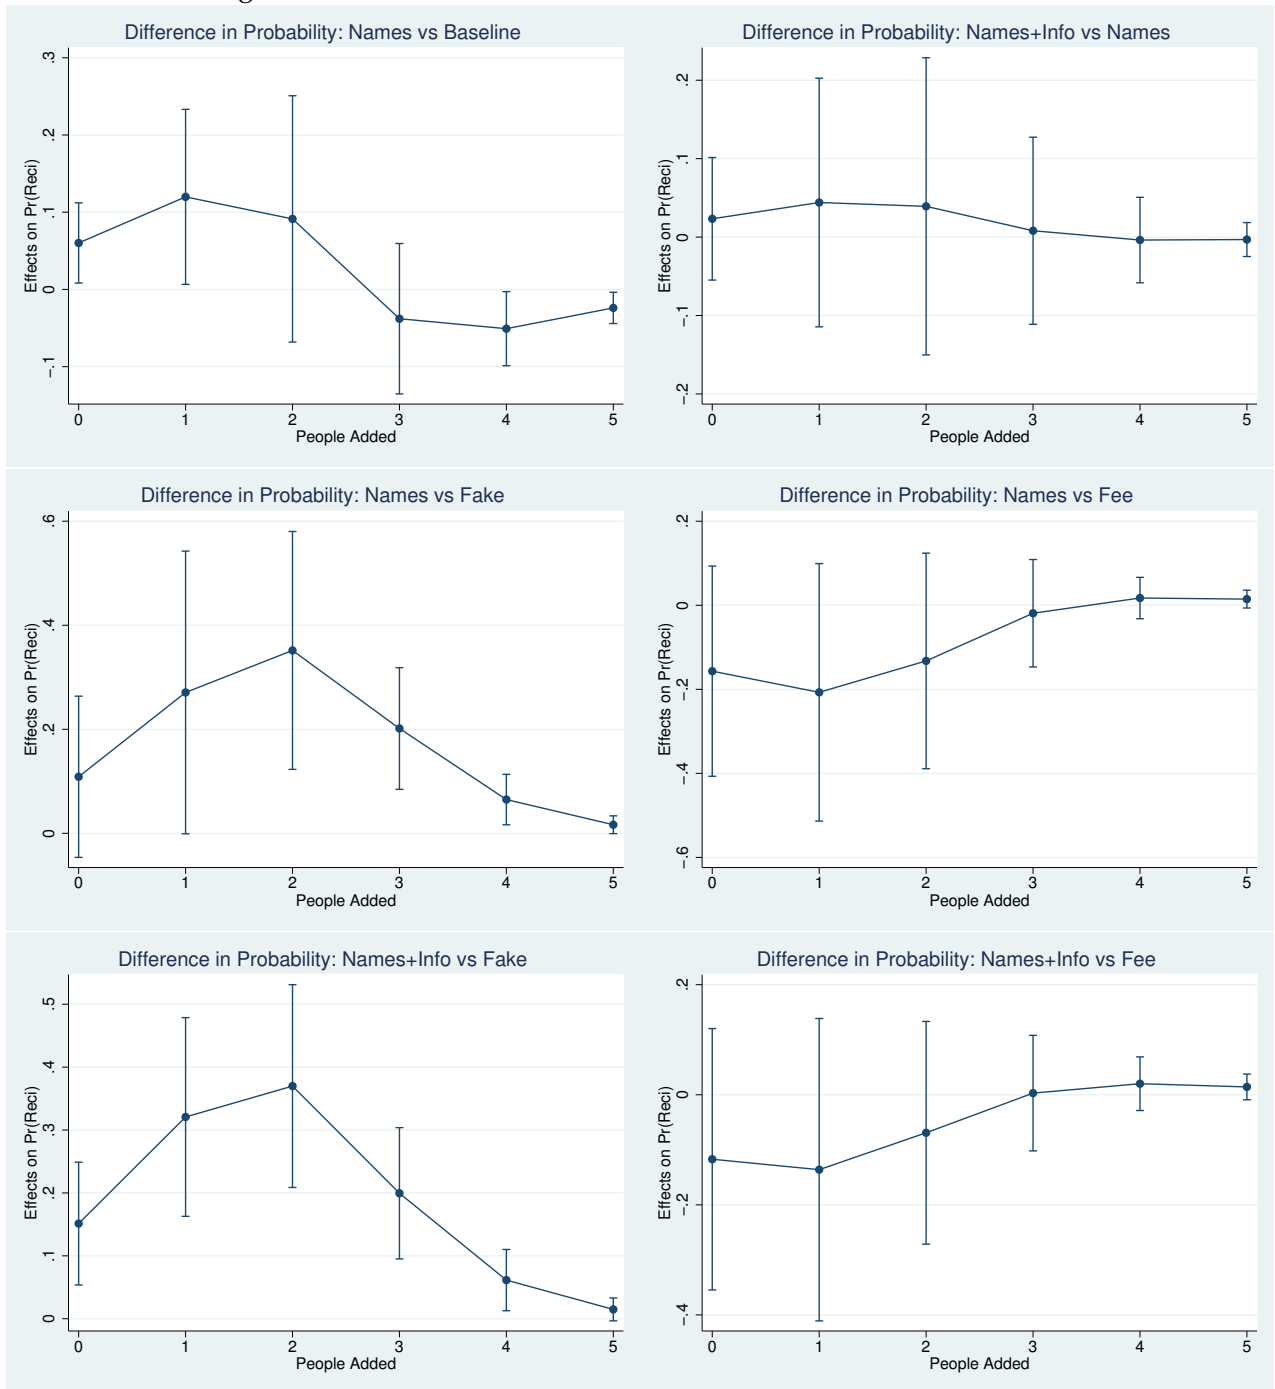 Difference in Probability: Names vs Baseline
Effects on Pr(Reci)
.3
.2
.1
0
-.1
0 1 2 3 4 5
People Added
Difference in Probability: Names+Info vs Names
Effects on Pr(Reci)
.2
.1
0
-.1
-.2
0 1 2 3 4 5
People Added
Difference in Probability: Names vs Fake
Effects on Pr(Reci)
.6
.4
.2
0
0 1 2 3 4 5
People Added
Difference in Probability: Names vs Fee
Effects on Pr(Reci)
.2
0
-.2
-.4
-.6
0 1 2 3 4 5
People Added
Difference in Probability: Names+Info vs Fake
Effects on Pr(Reci)
.5
.4
.3
.2
.1
0
0 1 2 3 4 5
People Added
Difference in Probability: Names+Info vs Fee
Effects on Pr(Reci)
.2
0
-.2
-.4
0 1 2 3 4 5
People Added